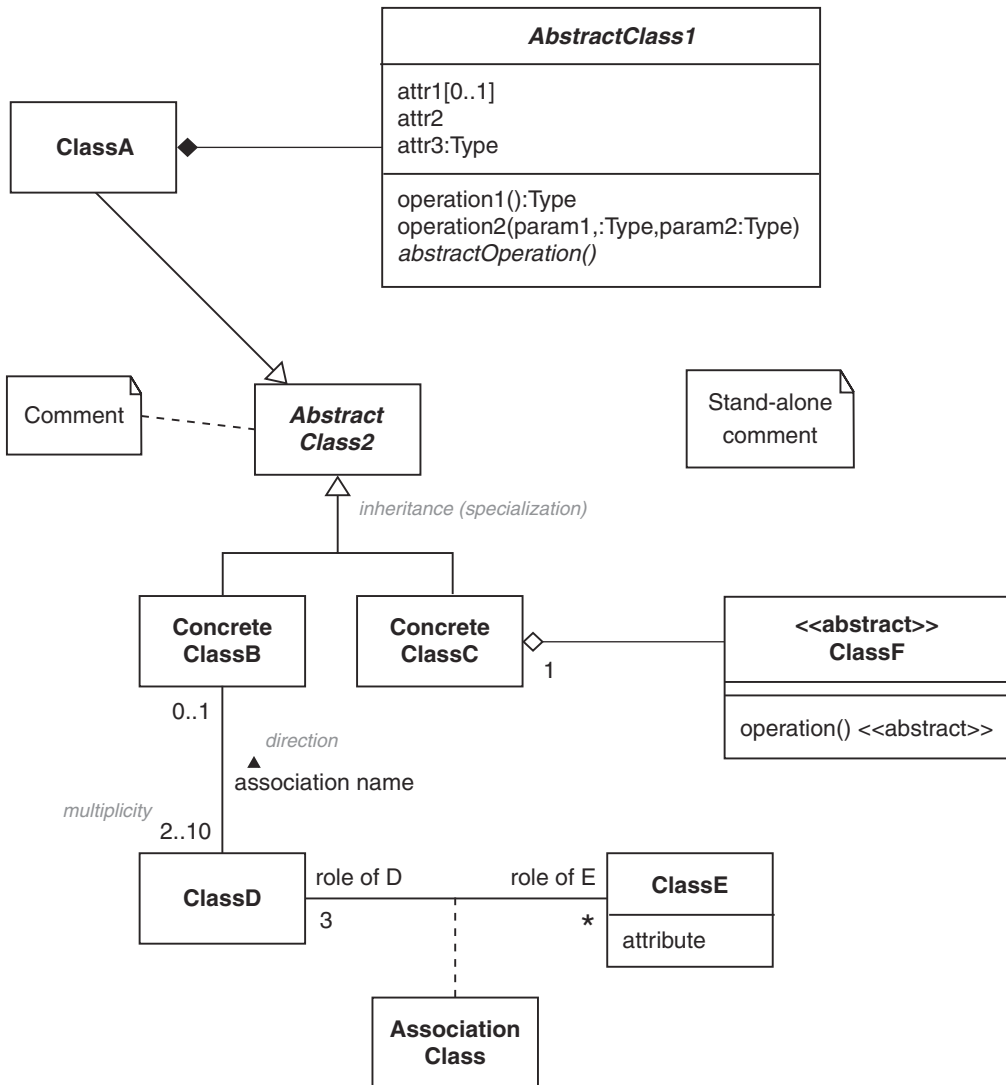 AbstractClass1
attr1[0..1]
attr2
attr3:Type
operation1():Type
operation2(param1,:Type,param2:Type)
abstractOperation()
ClassA
Comment
Abstract
Class2
Stand-alone
comment
inheritance (specialization)
Concrete
ClassB
Concrete
ClassC
1
<<abstract>>
ClassF
operation() <<abstract>>
0..1
direction
association name
multiplicity
2..10
ClassD
role of D
3
role of E
*
ClassE
attribute
Association
Class